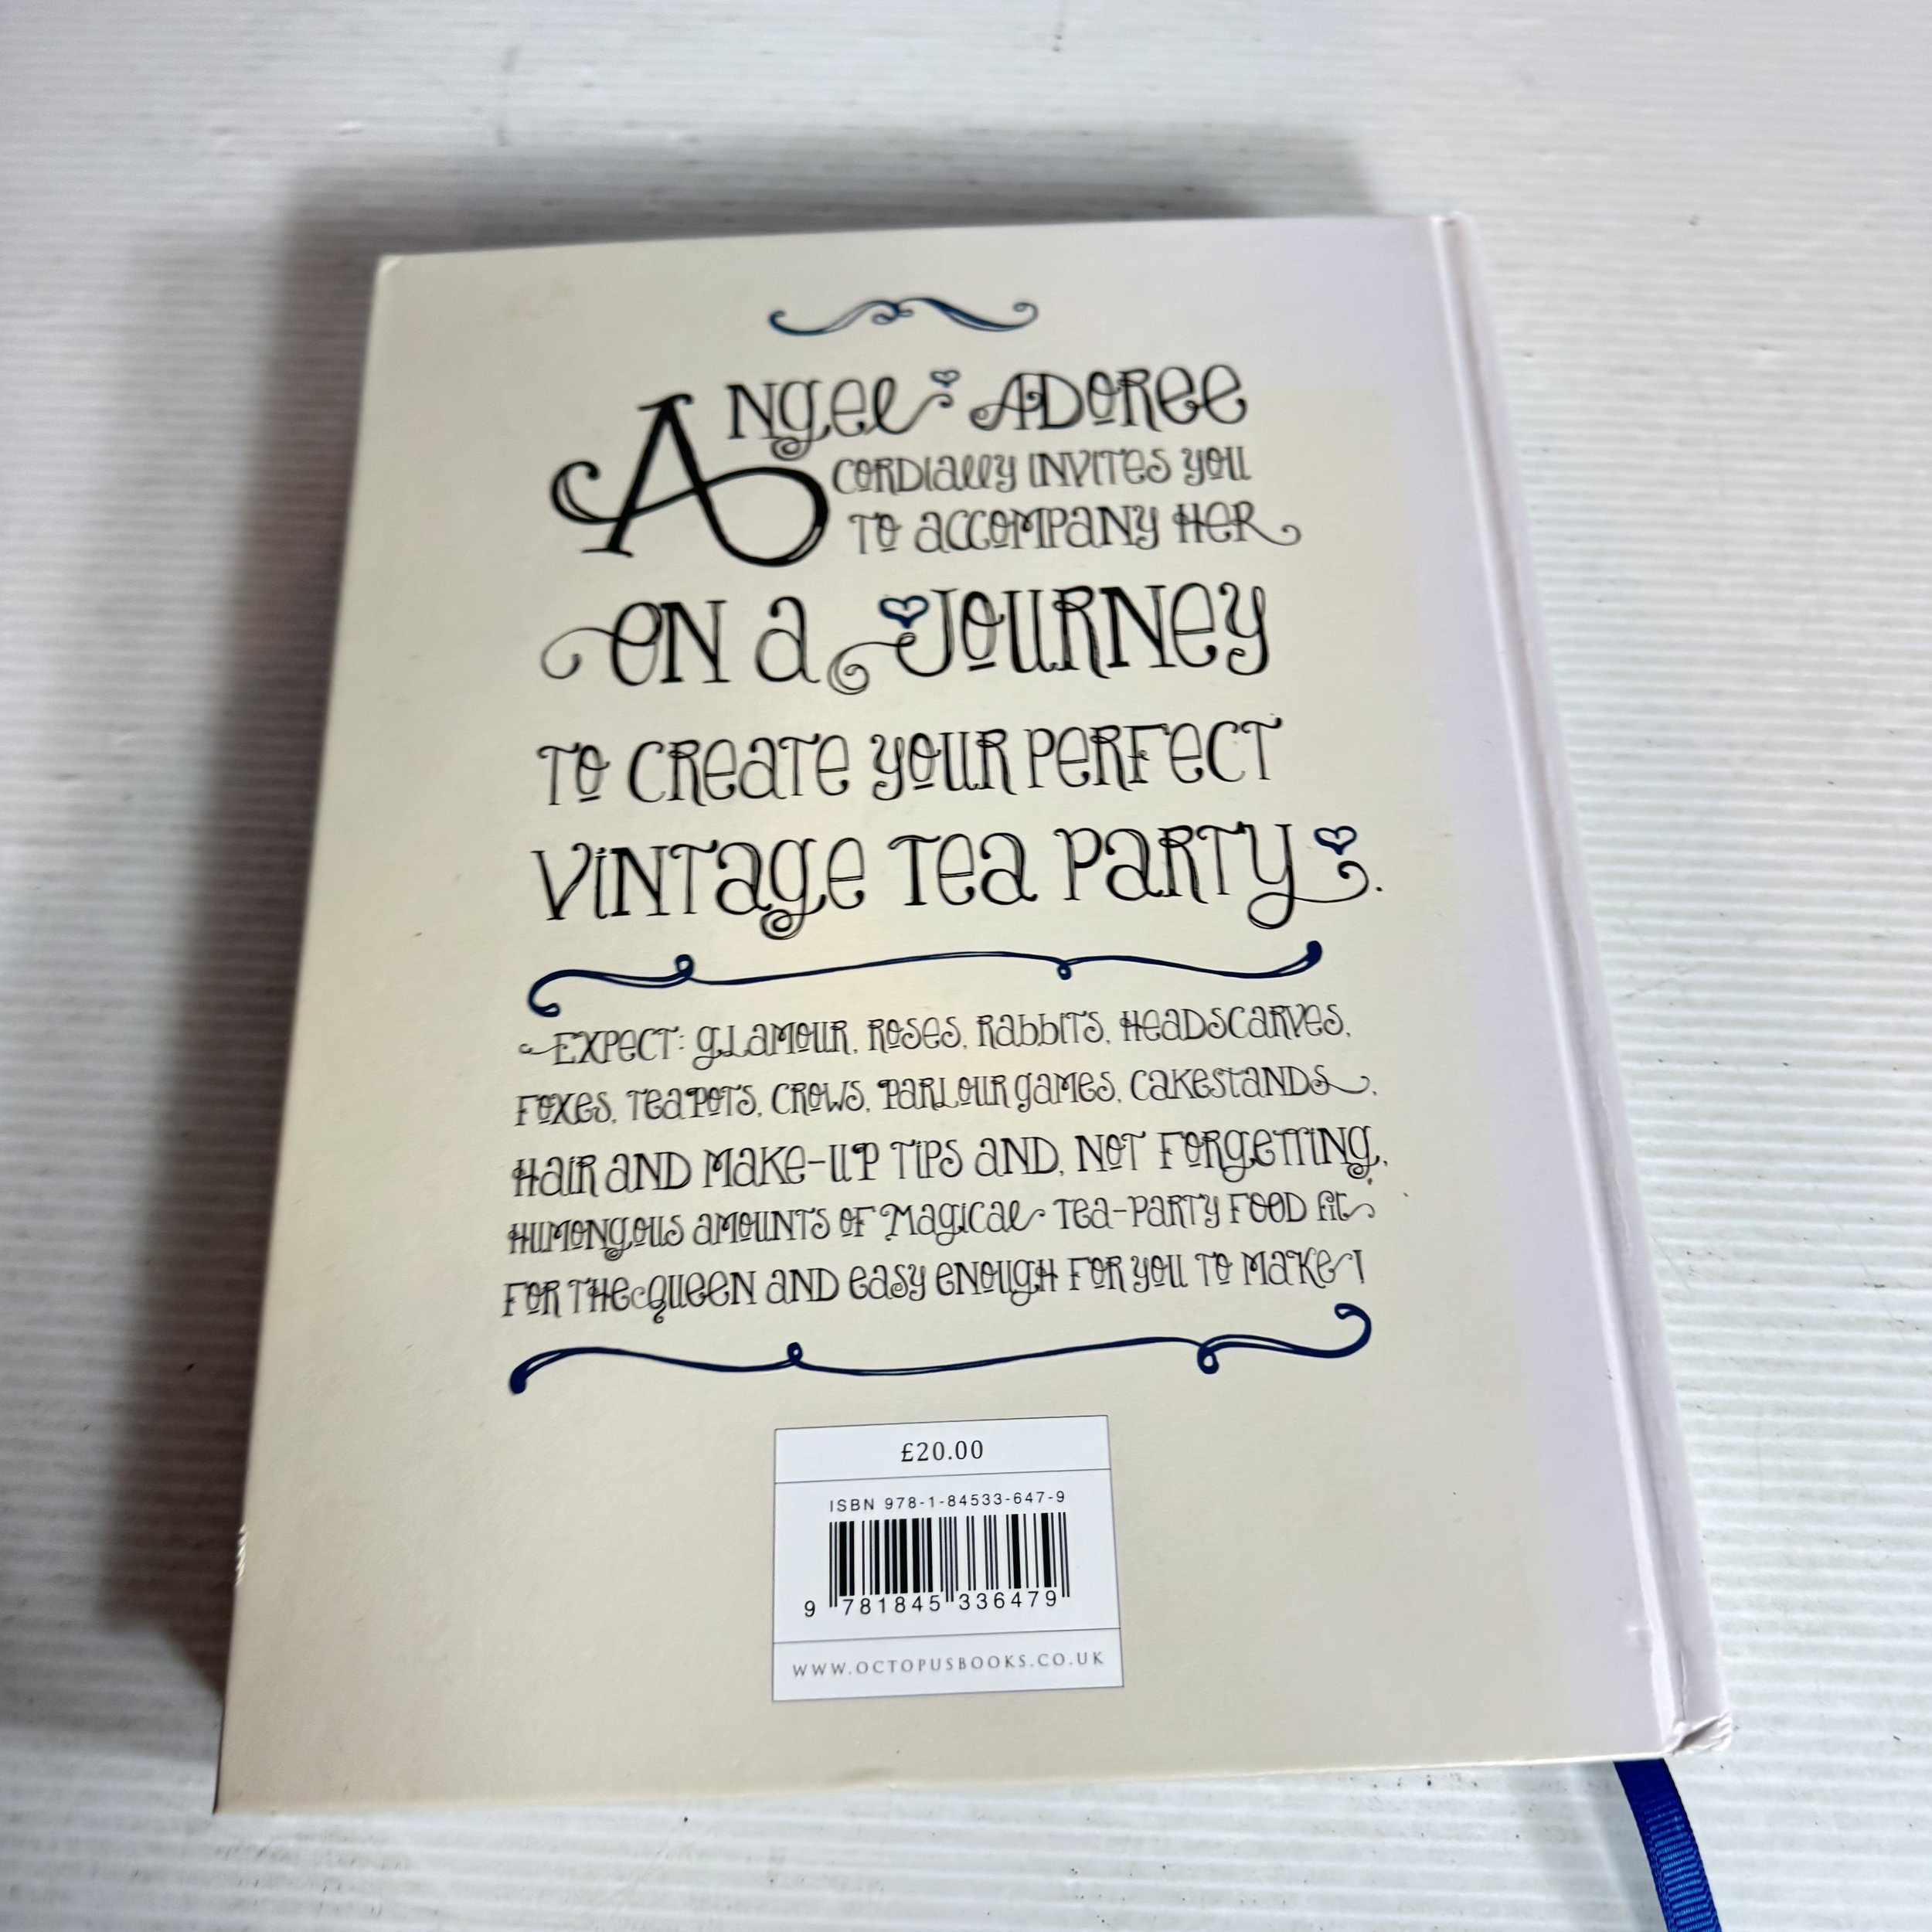 Angel Adoree
cordially invites you
to accompany her
on a journey
to create your perfect
vintage tea party.
Expect: glamour, roses, rabbits, headscarves,
foxes, teapots, crows, parlour games, cakestands,
hair and make-up tips and, not forgetting,
humongous amounts of magical tea-party food fit
for the Queen and easy enough for you to make!
£20.00
ISBN 978-1-84533-647-9
9 781845 336479
WWW.OCTOPUSBOOKS.CO.UK